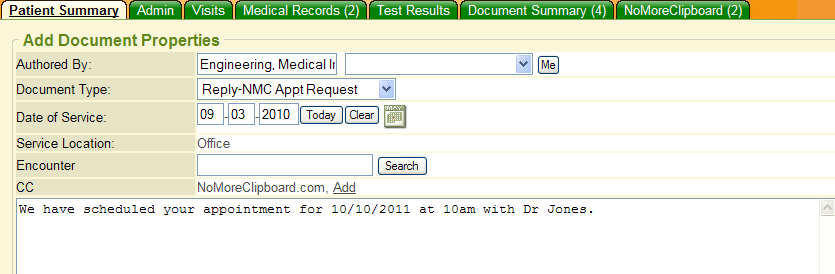 Patient Summary Admin Visits Medical Records (2) Test Results Document Summary (4) NoMoreClipboard (2)
Add Document Properties
Authored By: Engineering, Medical Ir Me
Document Type: Reply-NMC Appt Request
Date of Service: 09 - 03 - 2010 Today Clear
Service Location: Office
Encounter Search
CC NoMoreClipboard.com, Add
We have scheduled your appointment for 10/10/2011 at 10am with Dr Jones.